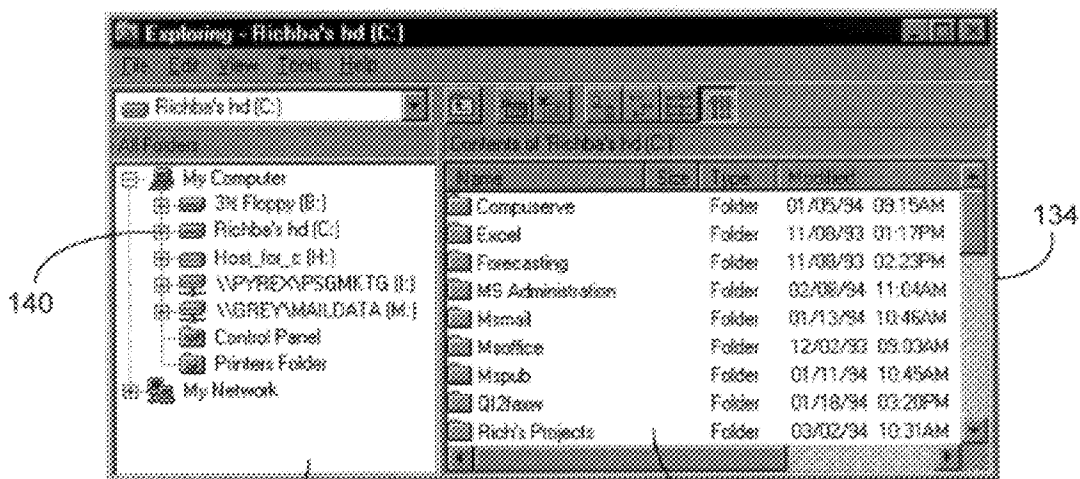 Exploring - Richba's hd (C:)
File Edit View Tools Help
Richba's hd (C:)
All Folders
Contents of Richba's hd (C:)
My Computer
3½ Floppy (B:)
Richba's hd (C:)
Host_for_c (H:)
\\PYREX\PSGMKTG (I:)
\\GREY\MAILDATA (M:)
Control Panel
Printers Folder
My Network
Name Size Type Modified
Compuserve Folder 01/05/94 09:15AM
Excel Folder 11/08/93 01:17PM
Forecasting Folder 11/08/93 02:23PM
MS Administration Folder 02/08/94 11:04AM
Msmail Folder 01/13/94 10:46AM
Msoffice Folder 12/02/93 09:03AM
Mspub Folder 01/11/94 10:45AM
Folder 01/18/94 03:20PM
Rich's Projects Folder 03/02/94 10:31AM
134
140